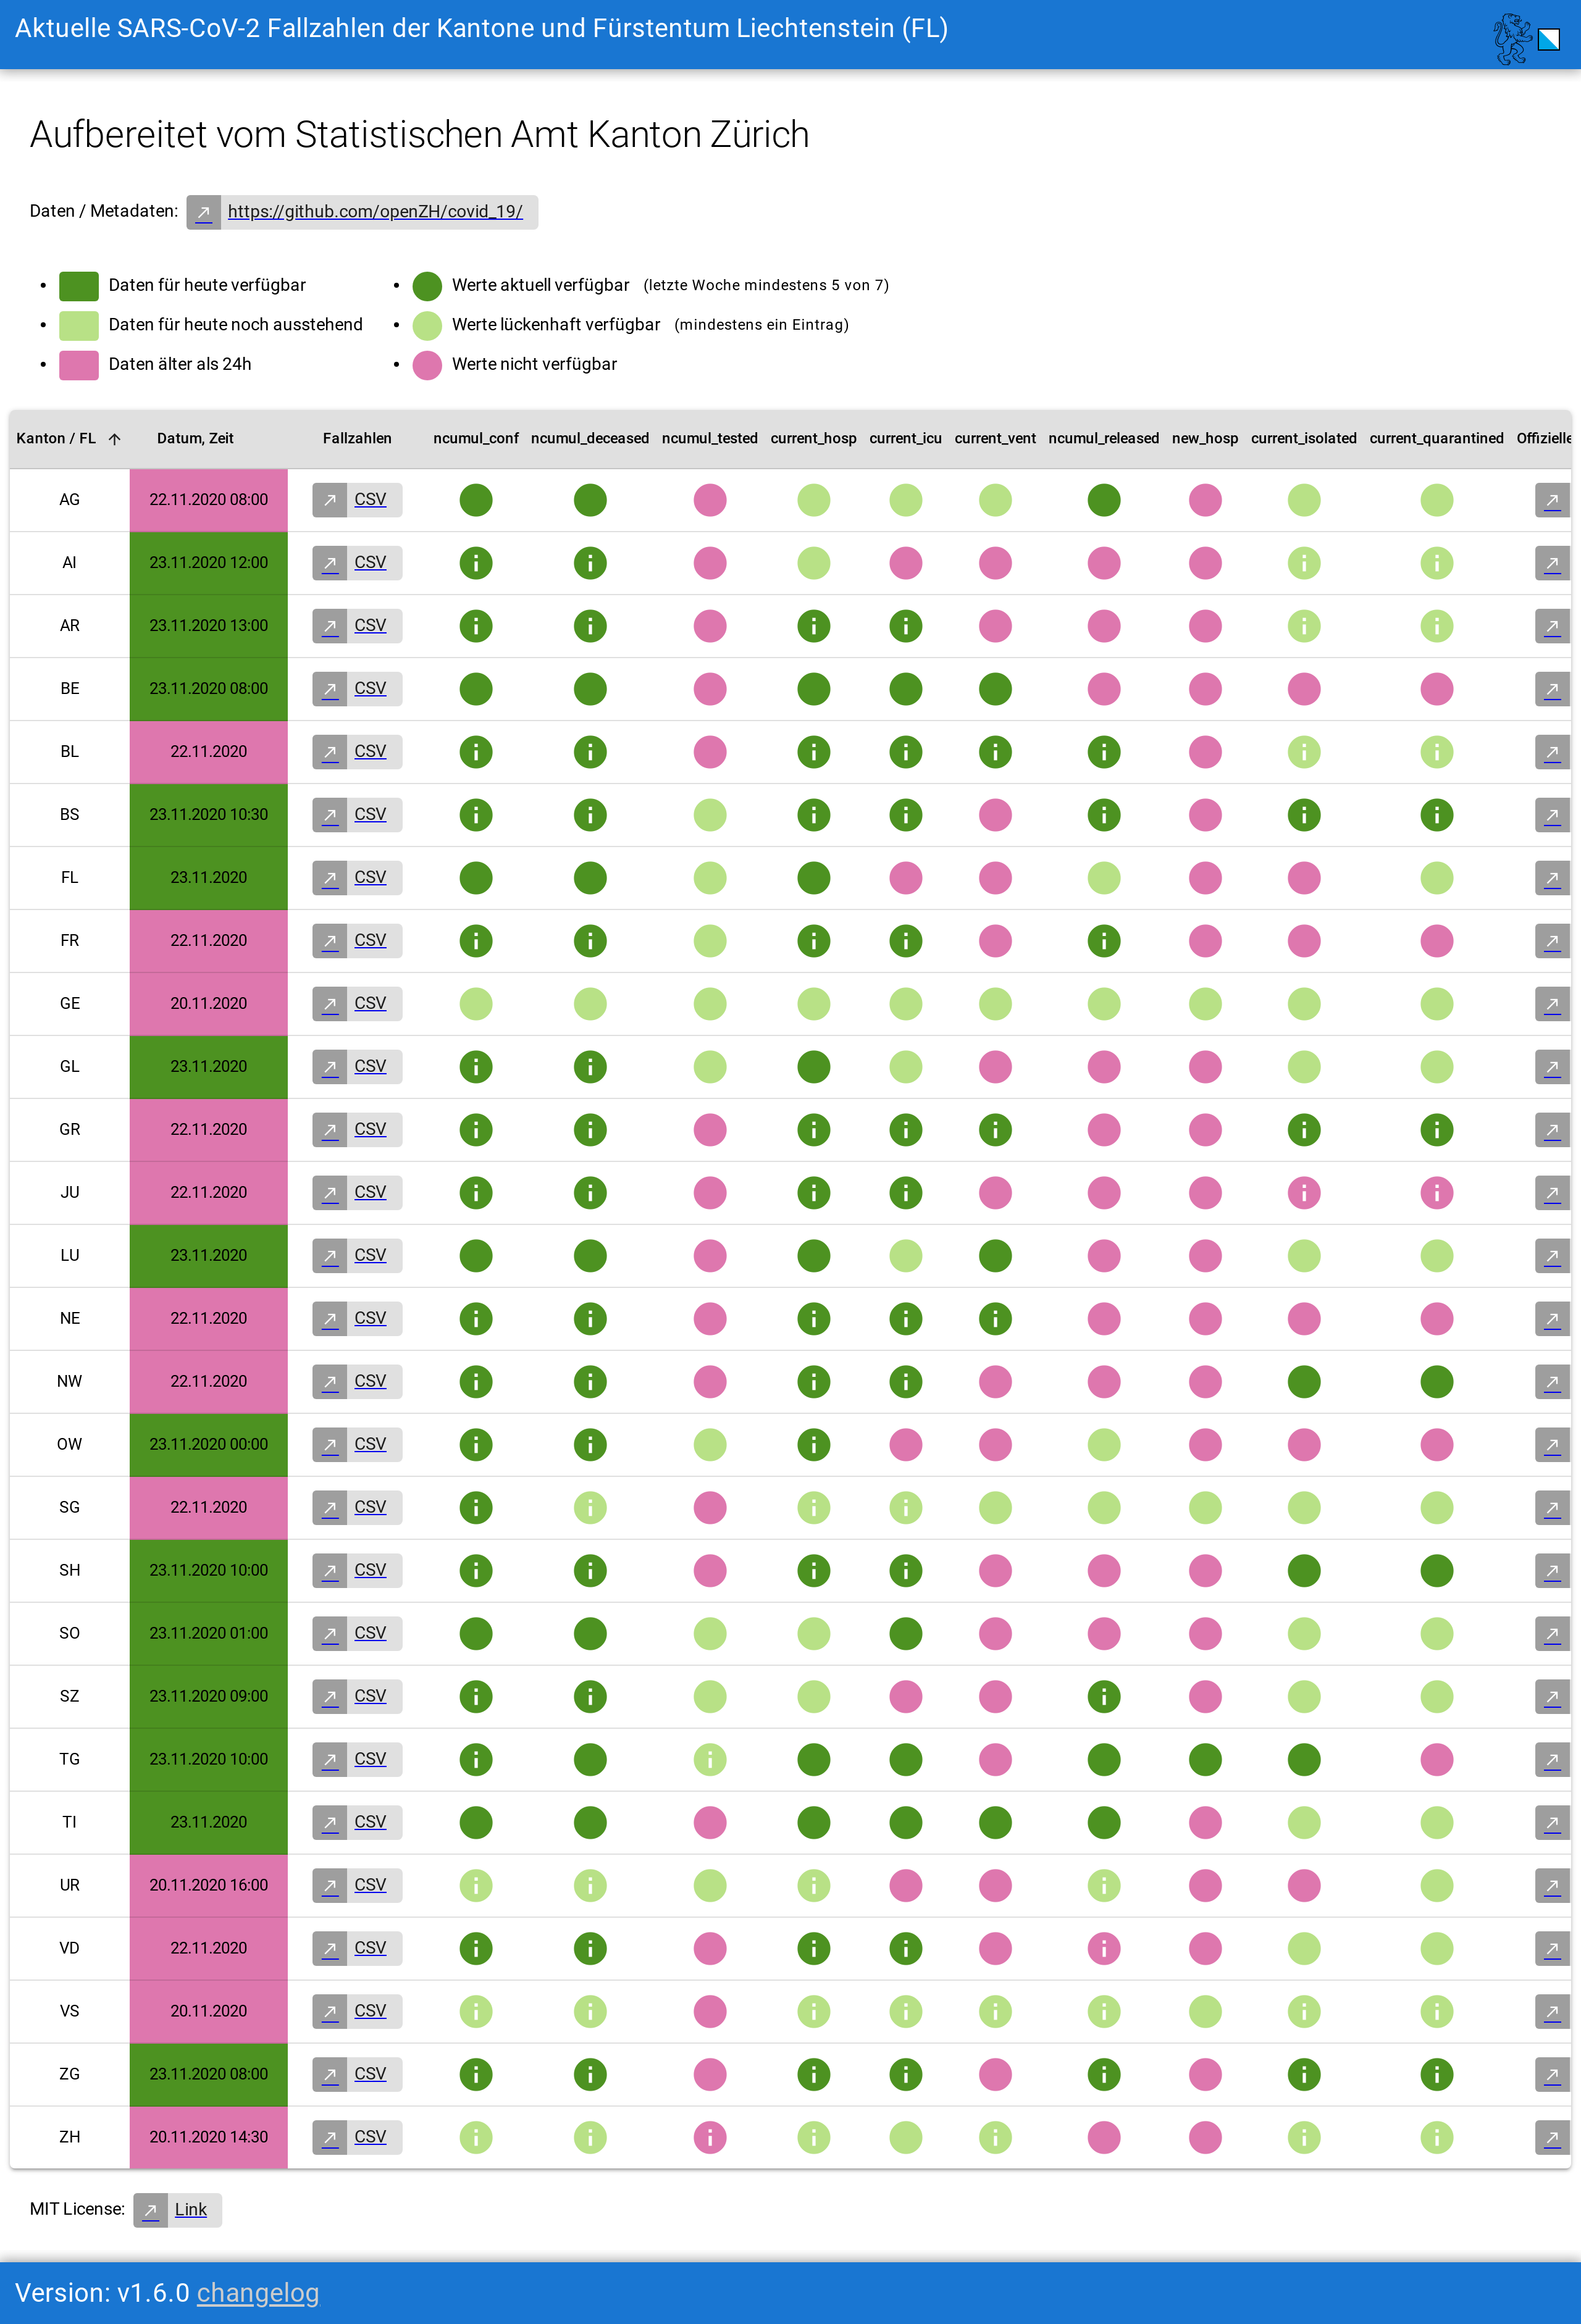 Aktuelle SARS-CoV-2 Fallzahlen der Kantone und Fürstentum Liechtenstein (FL)
Aufbereitet vom Statistischen Amt Kanton Zürich
Daten / Metadaten: https://github.com/openZH/covid_19/
Daten für heute verfügbar
Daten für heute noch ausstehend
Daten älter als 24h
Werte aktuell verfügbar (letzte Woche mindestens 5 von 7)
Werte lückenhaft verfügbar (mindestens ein Eintrag)
Werte nicht verfügbar
Kanton / FL Datum, Zeit Fallzahlen ncumul_conf ncumul_deceased ncumul_tested current_hosp current_icu current_vent ncumul_released new_hosp current_isolated current_quarantined Offizielle
AG 22.11.2020 08:00 CSV
AI 23.11.2020 12:00 CSV
AR 23.11.2020 13:00 CSV
BE 23.11.2020 08:00 CSV
BL 22.11.2020 CSV
BS 23.11.2020 10:30 CSV
FL 23.11.2020 CSV
FR 22.11.2020 CSV
GE 20.11.2020 CSV
GL 23.11.2020 CSV
GR 22.11.2020 CSV
JU 22.11.2020 CSV
LU 23.11.2020 CSV
NE 22.11.2020 CSV
NW 22.11.2020 CSV
OW 23.11.2020 00:00 CSV
SG 22.11.2020 CSV
SH 23.11.2020 10:00 CSV
SO 23.11.2020 01:00 CSV
SZ 23.11.2020 09:00 CSV
TG 23.11.2020 10:00 CSV
TI 23.11.2020 CSV
UR 20.11.2020 16:00 CSV
VD 22.11.2020 CSV
VS 20.11.2020 CSV
ZG 23.11.2020 08:00 CSV
ZH 20.11.2020 14:30 CSV
MIT License: Link
Version: v1.6.0 changelog